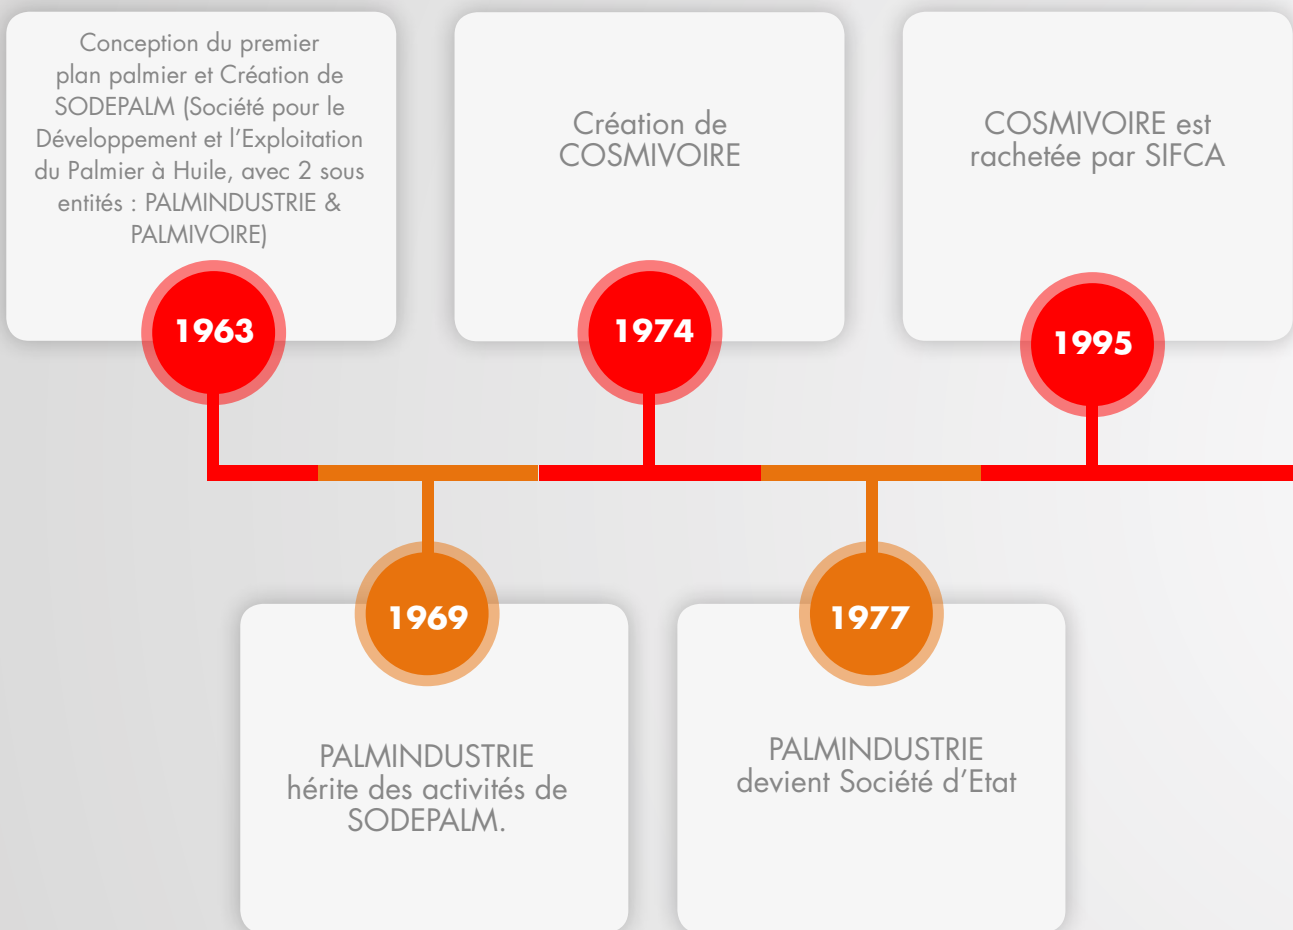 Conception du premier
plan palmier et Création de
SODEPALM (Société pour le
Développement et l’Exploitation
du Palmier à Huile, avec 2 sous
entités : PALMINDUSTRIE &
PALMIVOIRE)
1963
1969
PALMINDUSTRIE
hérite des activités de
SODEPALM.
Création de
COSMIVOIRE
1974
1977
PALMINDUSTRIE
devient Société d’Etat
COSMIVOIRE est
rachetée par SIFCA
1995